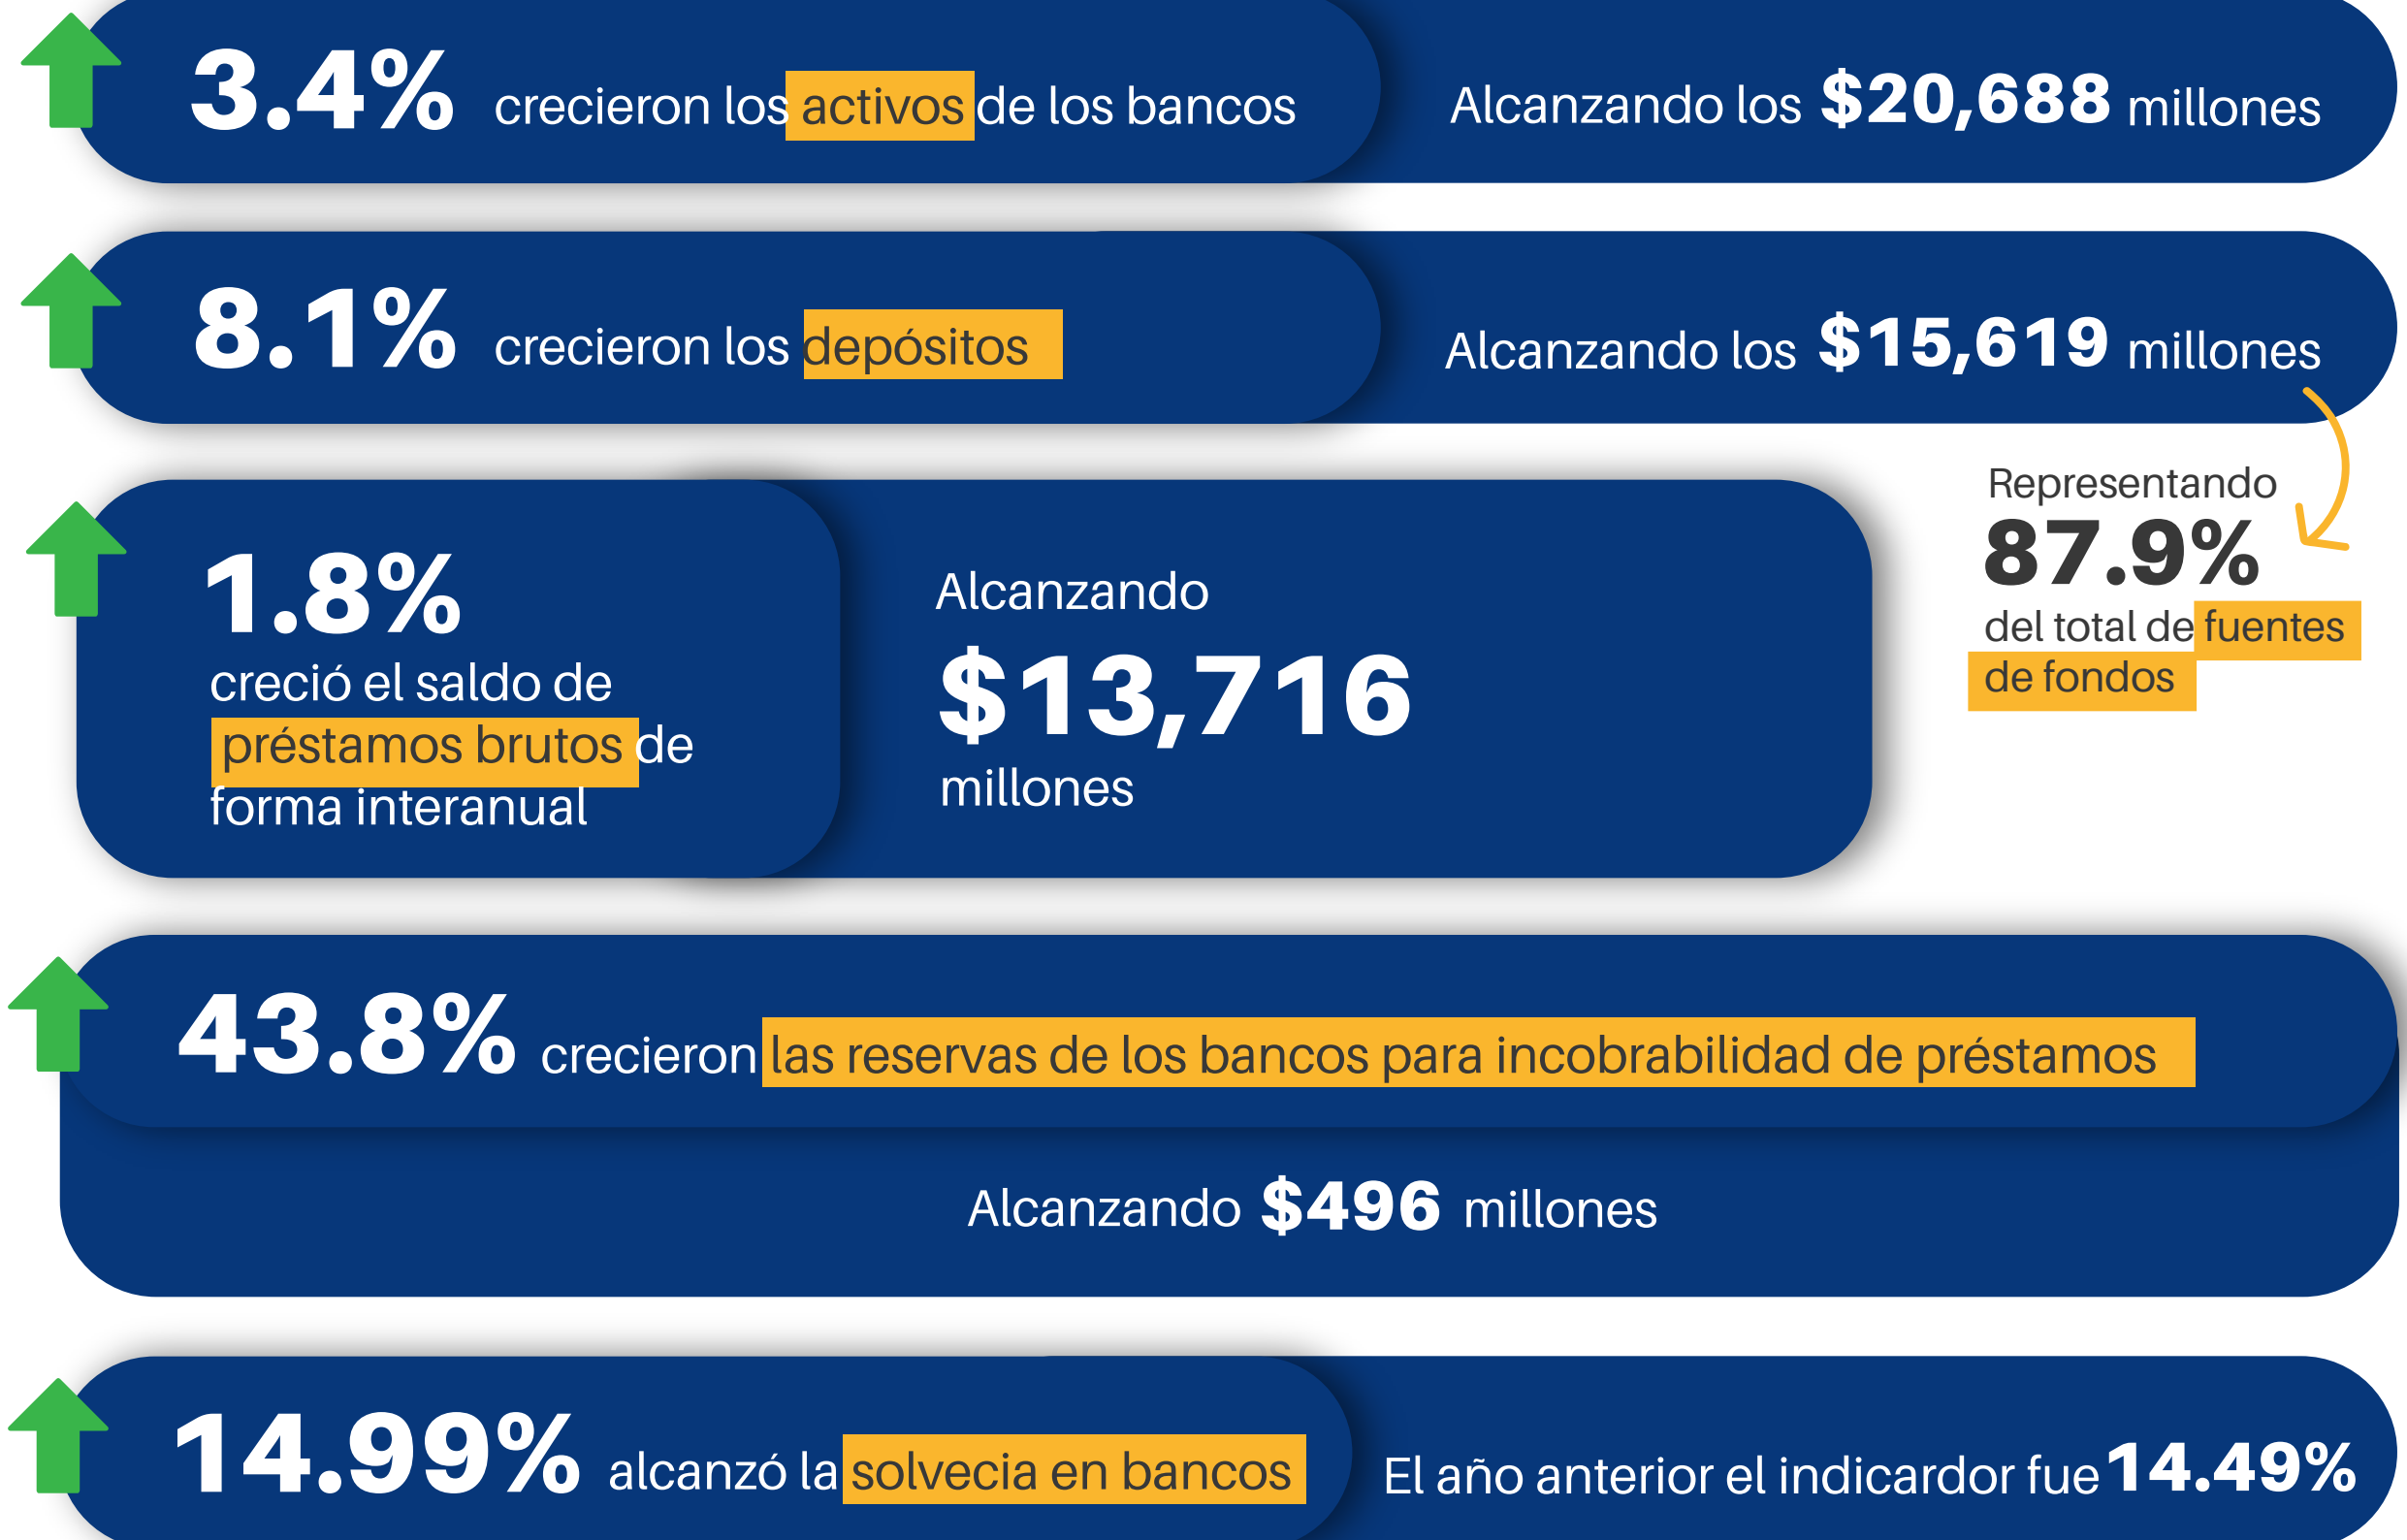 3.4% crecieron los activos de los bancos
Alcanzando los $20,688 millones
8.1% crecieron los depósitos
Alcanzando los $15,619 millones
Representando
87.9%
del total de fuentes
de fondos
1.8%
creció el saldo de
préstamos brutos de
forma interanual
Alcanzando
$13,716
millones
43.8% crecieron las reservas de los bancos para incobrabilidad de préstamos
Alcanzando $496 millones
14.99% alcanzó la solvecia en bancos
El año anterior el indicardor fue 14.49%